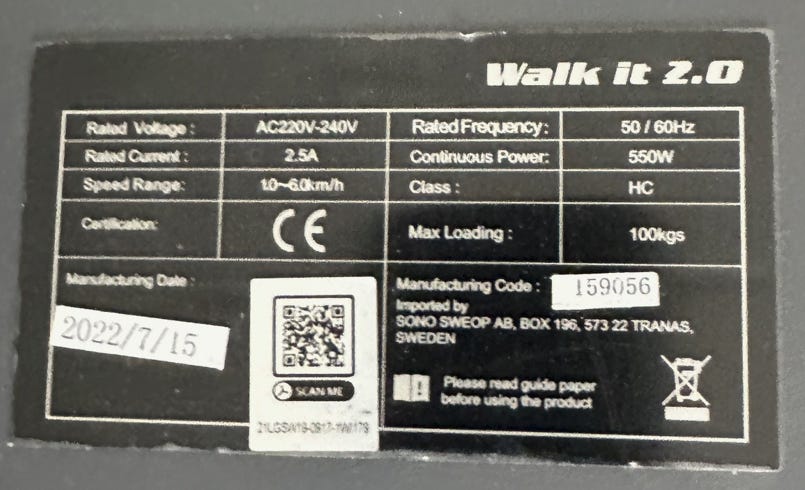 Walk it 2.0
Rated Voltage : AC220V-240V Rated Frequency : 50 / 60Hz
Rated Current : 2.5A Continuous Power: 550W
Speed Range: 1.0~6.0km/h Class : HC
Certification: CE Max Loading : 100kgs
Manufacturing Date :
2022/7/15
SCAN ME
Manufacturing Code : 159056
Imported by
SONO SWEOP AB, BOX 196, 573 22 TRANAS,
SWEDEN
Please read guide paper
before using the product